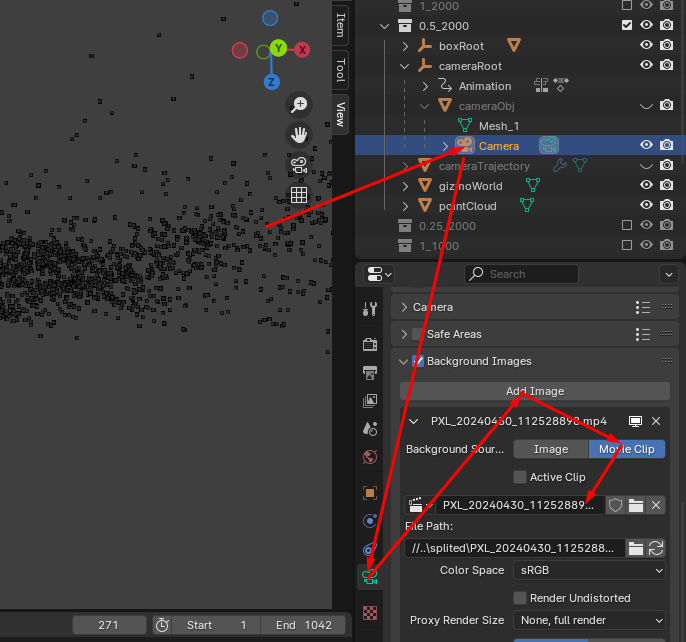 1_2000
0.5_2000
boxRoot
cameraRoot
Animation
cameraObj
Mesh_1
Camera
cameraTrajectory
gizmoWorld
pointCloud
0.25_2000
1_1000
Item
Tool
View
Y
X
Z
Search
Camera
Safe Areas
Background Images
Add Image
PXL_20240430_112528898.mp4
Background Sour... Image Movie Clip
Active Clip
PXL_20240430_11252889...
File Path:
//..\splited\PXL_20240430_1125288...
Color Space sRGB
Render Undistorted
Proxy Render Size None, full render
271 Start 1 End 1042